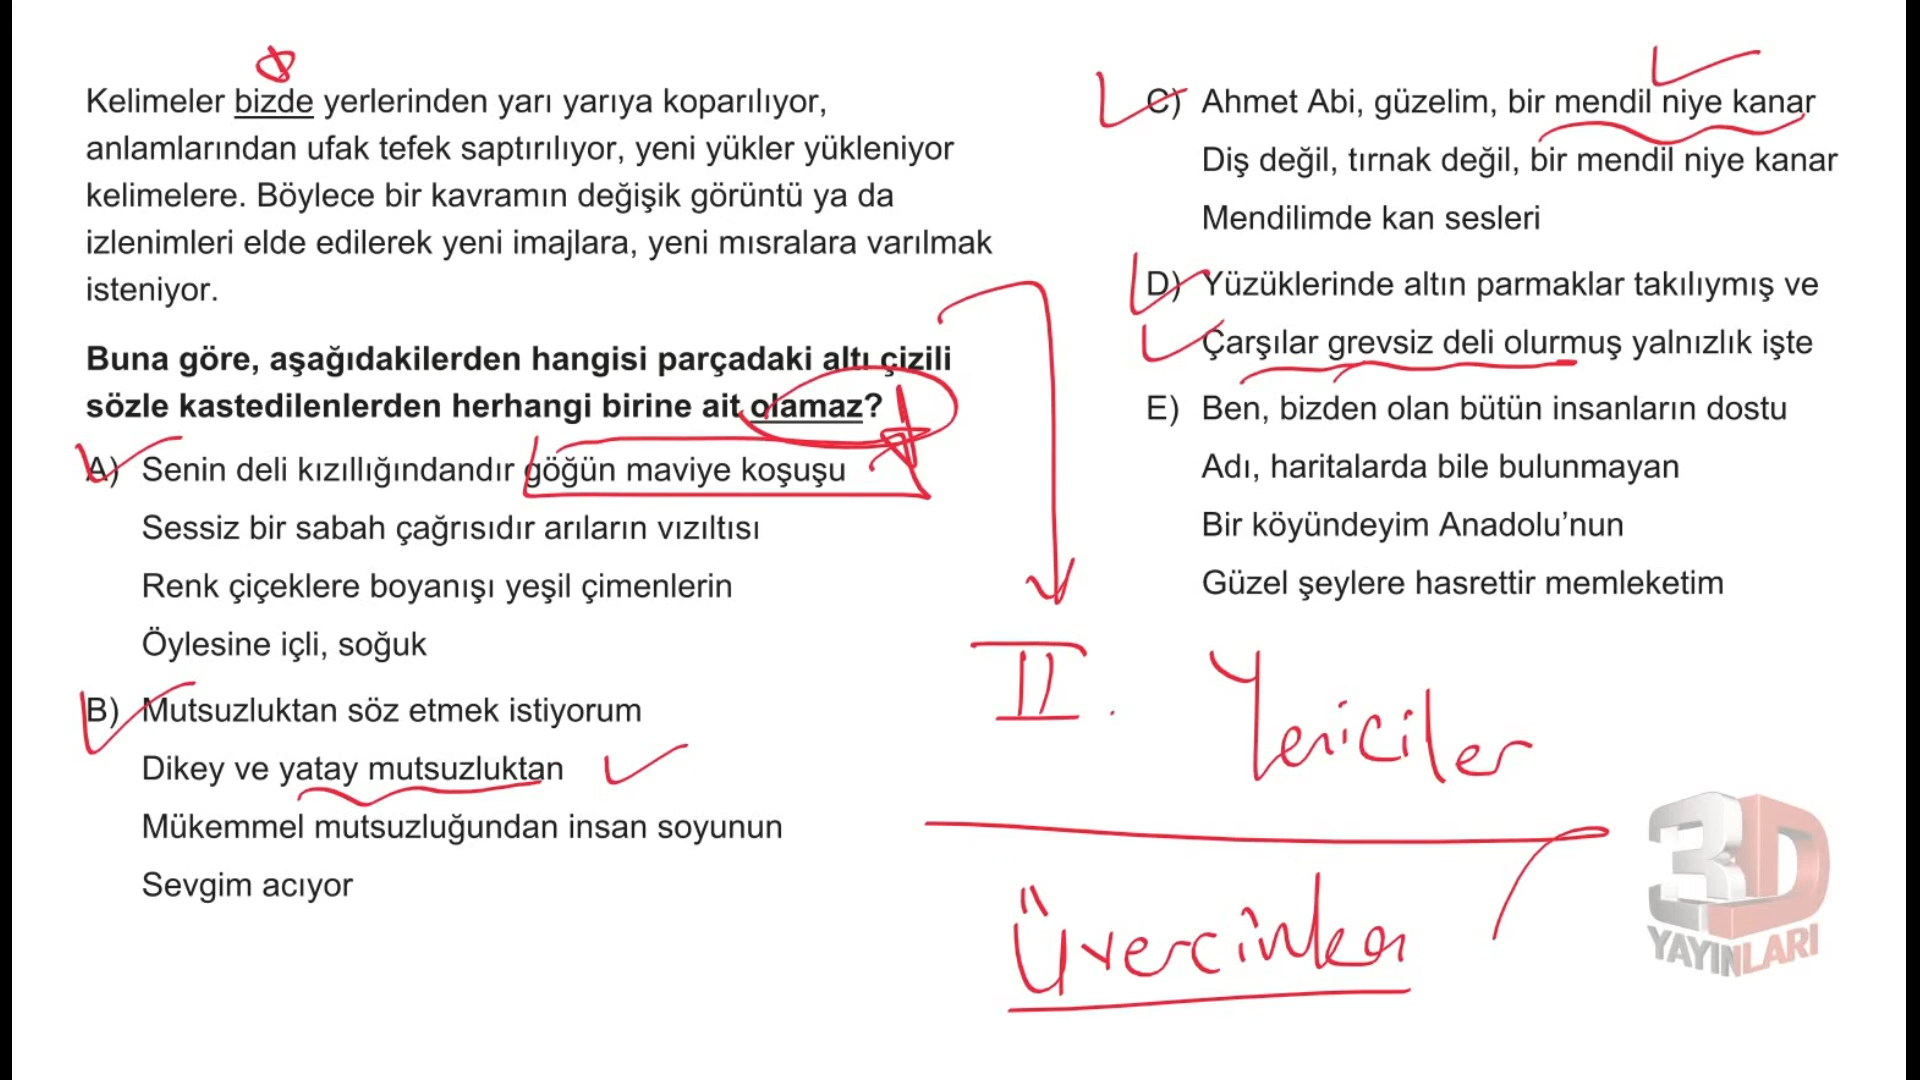 Kelimeler bizde yerlerinden yarı yarıya koparılıyor,
anlamlarından ufak tefek saptırılıyor, yeni yükler yükleniyor
kelimelere. Böylece bir kavramın değişik görüntü ya da
izlenimleri elde edilerek yeni imajlara, yeni mısralara varılmak
isteniyor.
Buna göre, aşağıdakilerden hangisi parçadaki altı çizili
sözle kastedilenlerden herhangi birine ait olamaz?
A) Senin deli kızıllığındandır göğün maviye koşuşu
Sessiz bir sabah çağrısıdır arıların vızıltısı
Renk çiçeklere boyanışı yeşil çimenlerin
Öylesine içli, soğuk
B) Mutsuzluktan söz etmek istiyorum
Dikey ve yatay mutsuzluktan
Mükemmel mutsuzluğundan insan soyunun
Sevgim acıyor
C) Ahmet Abi, güzelim, bir mendil niye kanar
Diş değil, tırnak değil, bir mendil niye kanar
Mendilimde kan sesleri
D) Yüzüklerinde altın parmaklar takılıymış ve
Çarşılar grevsiz deli olurmuş yalnızlık işte
E) Ben, bizden olan bütün insanların dostu
Adı, haritalarda bile bulunmayan
Bir köyündeyim Anadolu'nun
Güzel şeylere hasrettir memleketim
II. Yeniciler
Üvercinka
3D
YAYINLARI